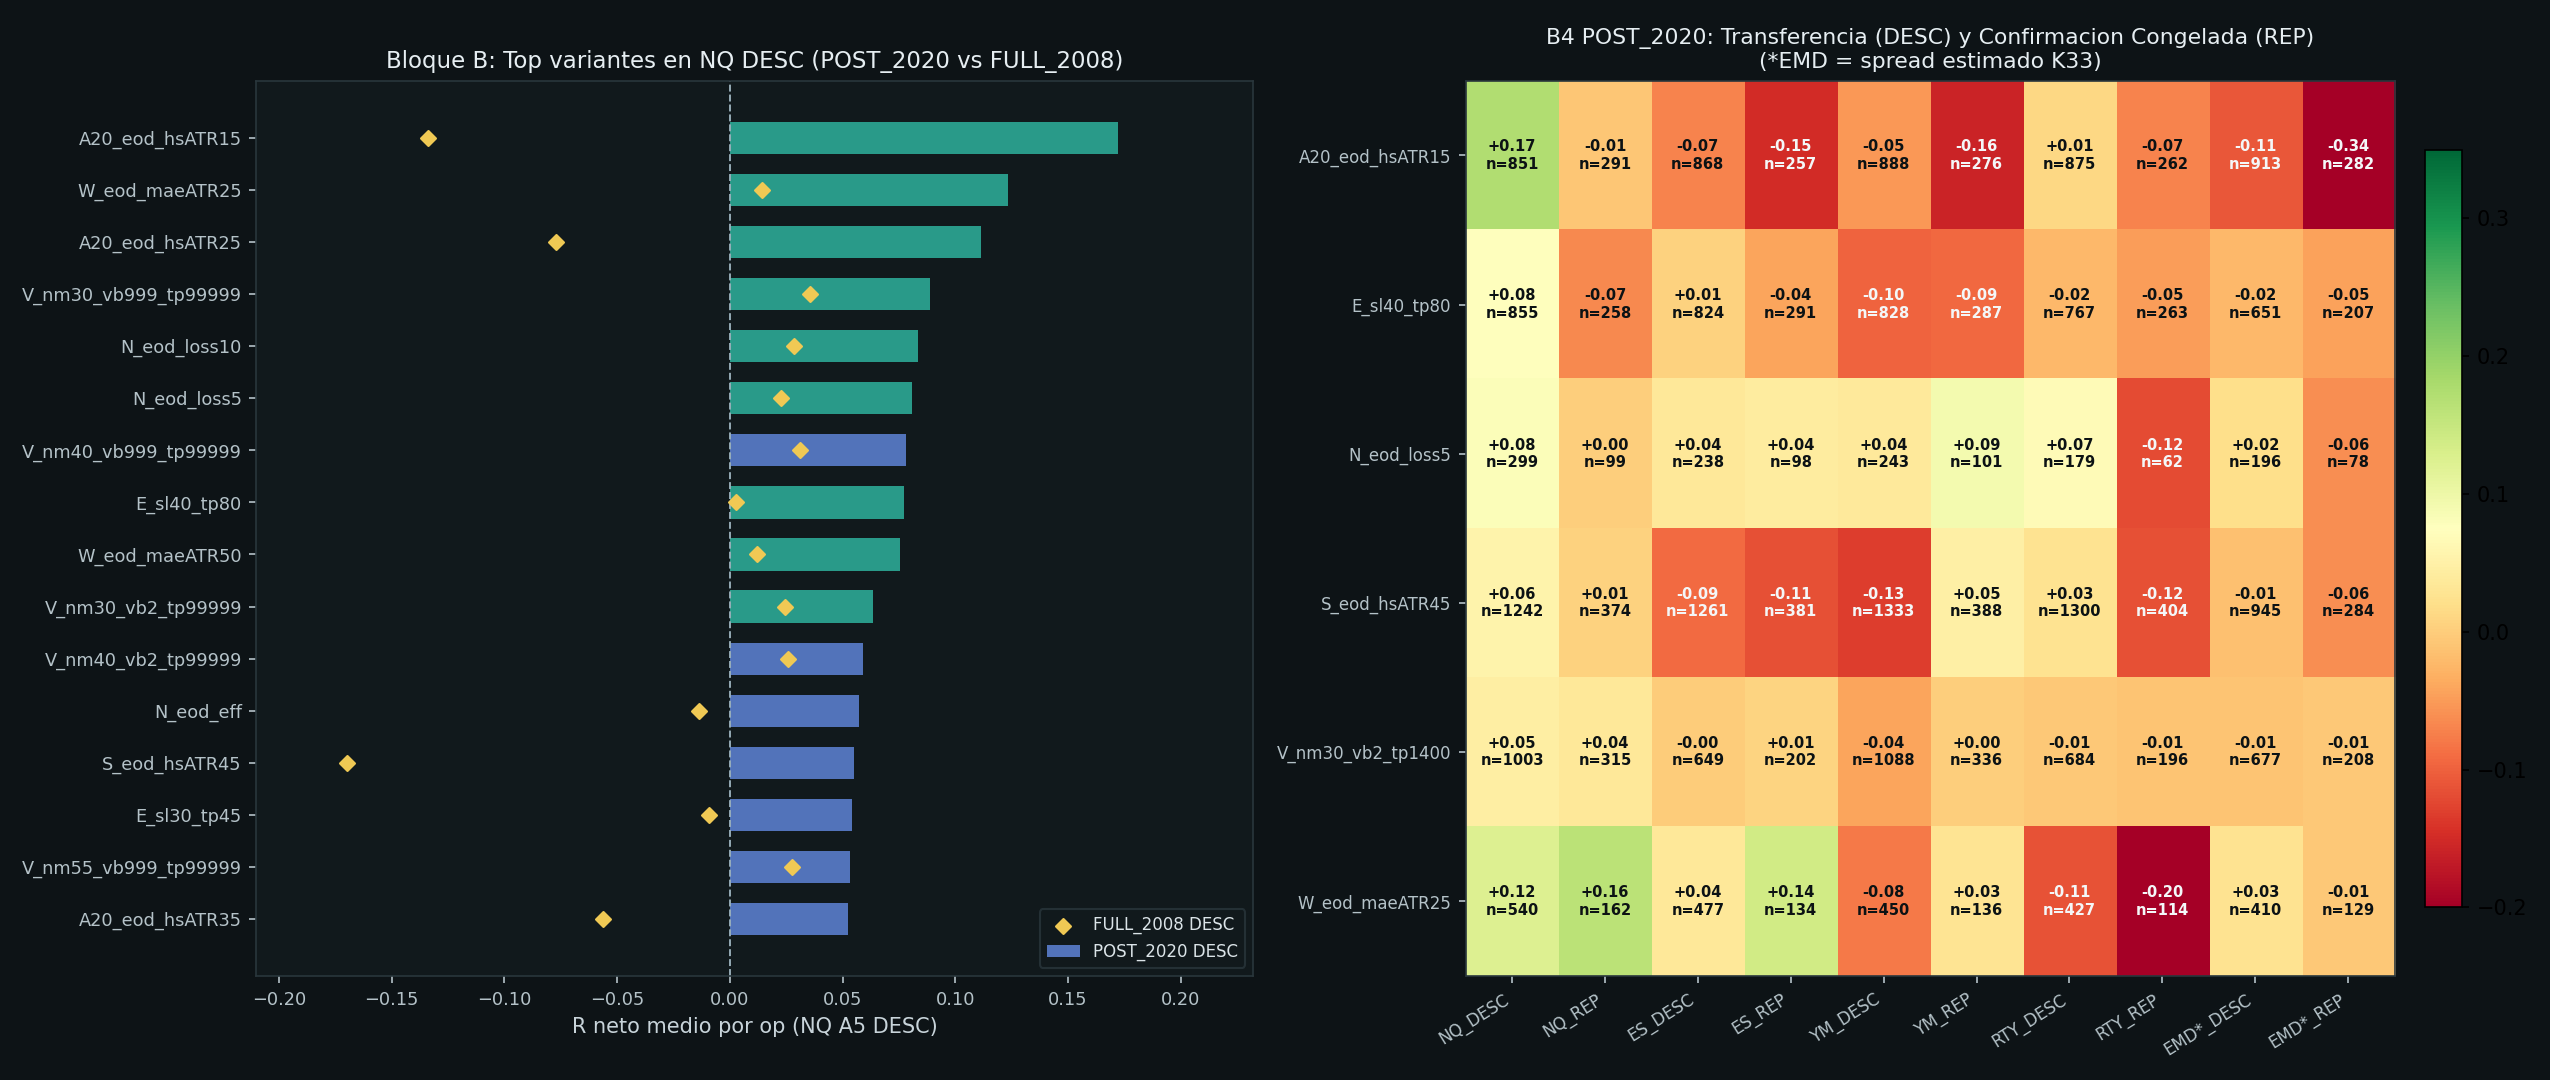 Bloque B: Top variantes en NQ DESC (POST_2020 vs FULL_2008)
A20_eod_hsATR15
W_eod_maeATR25
A20_eod_hsATR25
V_nm30_vb999_tp99999
N_eod_loss10
N_eod_loss5
V_nm40_vb999_tp99999
E_sl40_tp80
W_eod_maeATR50
V_nm30_vb2_tp99999
V_nm40_vb2_tp99999
N_eod_eff
S_eod_hsATR45
E_sl30_tp45
V_nm55_vb999_tp99999
A20_eod_hsATR35
FULL_2008 DESC
POST_2020 DESC
−0.20 −0.15 −0.10 −0.05 0.00 0.05 0.10 0.15 0.20
R neto medio por op (NQ A5 DESC)
B4 POST_2020: Transferencia (DESC) y Confirmacion Congelada (REP)
(*EMD = spread estimado K33)
A20_eod_hsATR15
+0.17 -0.01 -0.07 -0.15 -0.05 -0.16 +0.01 -0.07 -0.11 -0.34
n=851 n=291 n=868 n=257 n=888 n=276 n=875 n=262 n=913 n=282
E_sl40_tp80
+0.08 -0.07 +0.01 -0.04 -0.10 -0.09 -0.02 -0.05 -0.02 -0.05
n=855 n=258 n=824 n=291 n=828 n=287 n=767 n=263 n=651 n=207
N_eod_loss5
+0.08 +0.00 +0.04 +0.04 +0.04 +0.09 +0.07 -0.12 +0.02 -0.06
n=299 n=99 n=238 n=98 n=243 n=101 n=179 n=62 n=196 n=78
S_eod_hsATR45
+0.06 +0.01 -0.09 -0.11 -0.13 +0.05 +0.03 -0.12 -0.01 -0.06
n=1242 n=374 n=1261 n=381 n=1333 n=388 n=1300 n=404 n=945 n=284
V_nm30_vb2_tp1400
+0.05 +0.04 -0.00 +0.01 -0.04 +0.00 -0.01 -0.01 -0.01 -0.01
n=1003 n=315 n=649 n=202 n=1088 n=336 n=684 n=196 n=677 n=208
W_eod_maeATR25
+0.12 +0.16 +0.04 +0.14 -0.08 +0.03 -0.11 -0.20 +0.03 -0.01
n=540 n=162 n=477 n=134 n=450 n=136 n=427 n=114 n=410 n=129
NQ_DESC NQ_REP ES_DESC ES_REP YM_DESC YM_REP RTY_DESC RTY_REP EMD*_DESC EMD*_REP
0.3
0.2
0.1
0.0
−0.1
−0.2